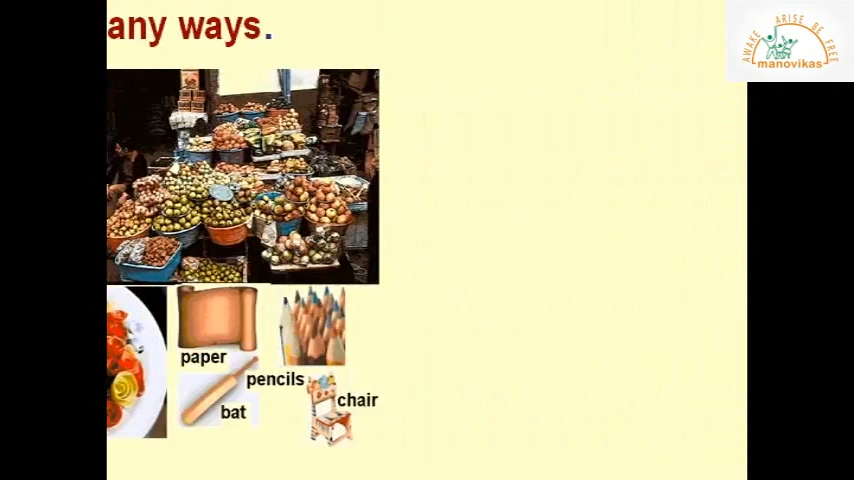 any ways.
AWAKE ARISE BE FREE
manovikas
paper
pencils
chair
bat